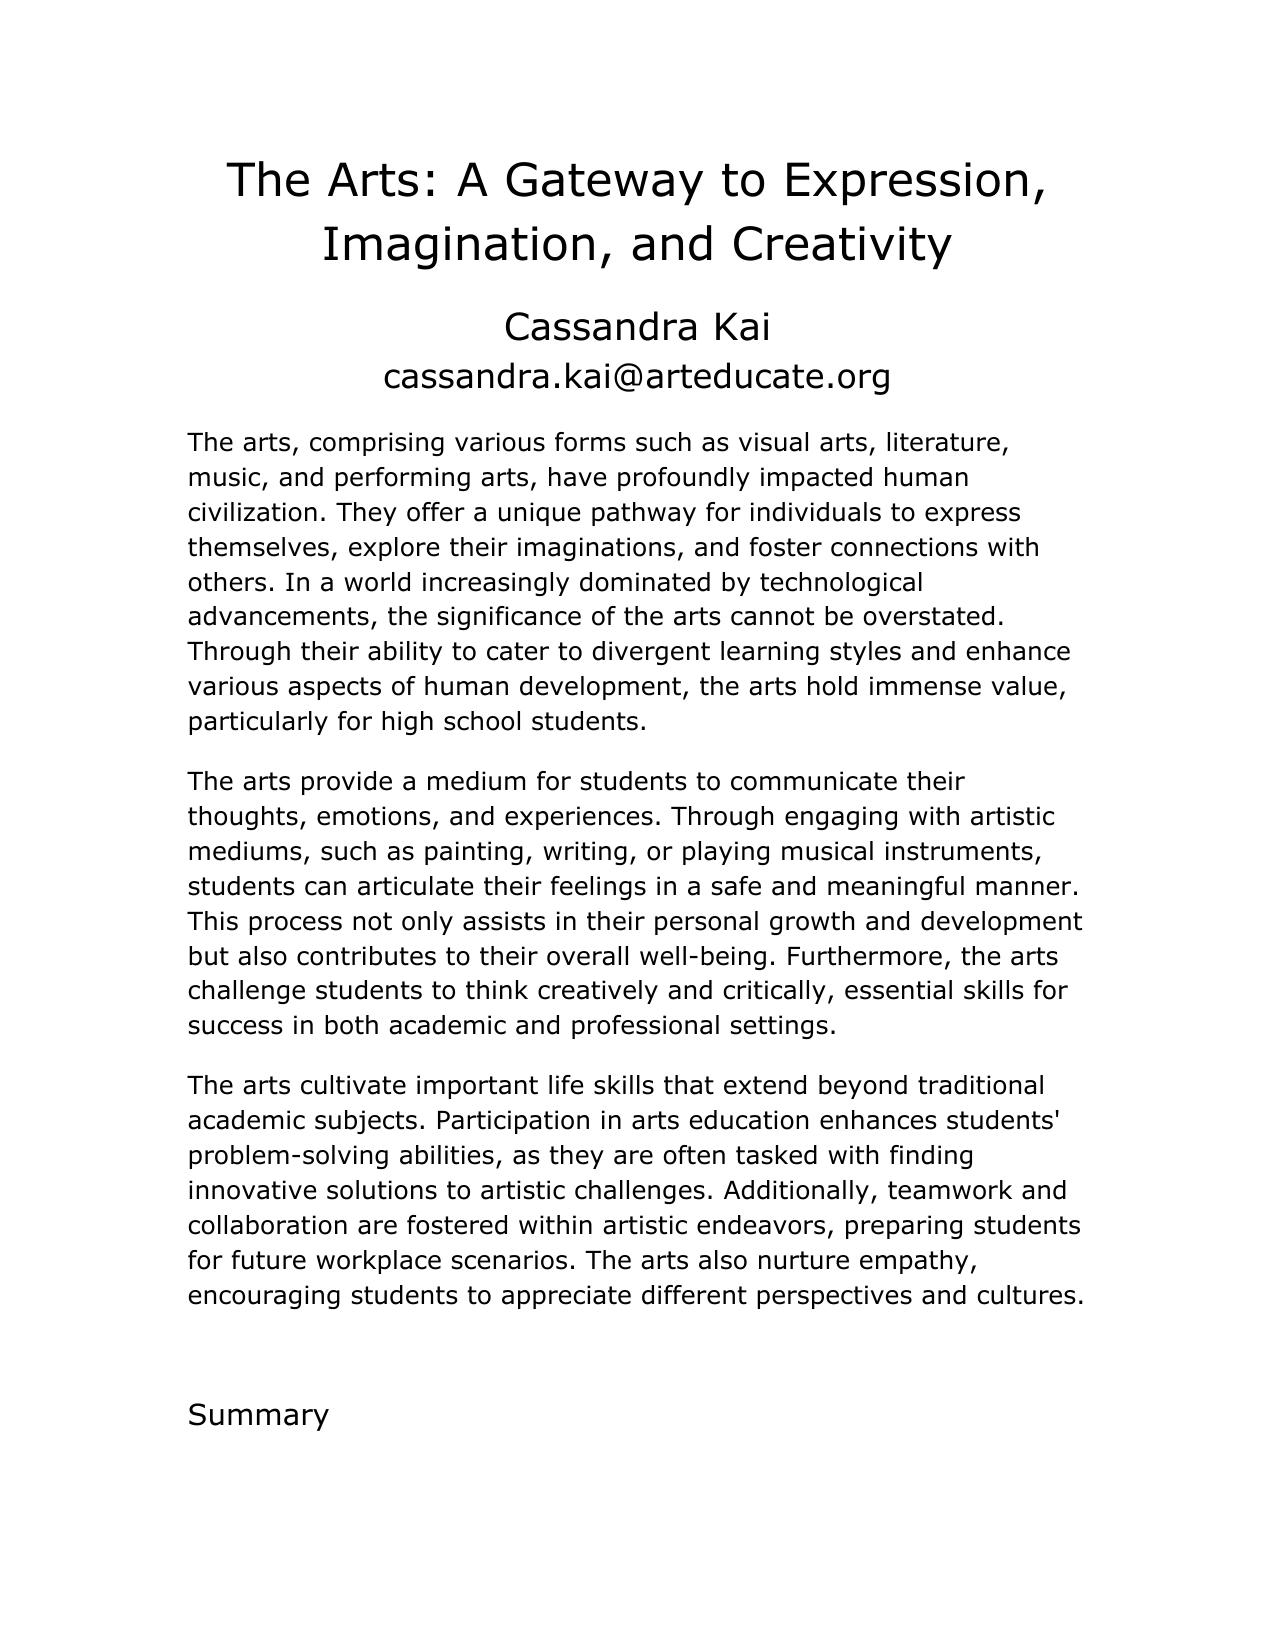 The Arts: A Gateway to Expression,
Imagination, and Creativity
Cassandra Kai
cassandra.kai@arteducate.org
The arts, comprising various forms such as visual arts, literature,
music, and performing arts, have profoundly impacted human
civilization. They offer a unique pathway for individuals to express
themselves, explore their imaginations, and foster connections with
others. In a world increasingly dominated by technological
advancements, the significance of the arts cannot be overstated.
Through their ability to cater to divergent learning styles and enhance
various aspects of human development, the arts hold immense value,
particularly for high school students.
The arts provide a medium for students to communicate their
thoughts, emotions, and experiences. Through engaging with artistic
mediums, such as painting, writing, or playing musical instruments,
students can articulate their feelings in a safe and meaningful manner.
This process not only assists in their personal growth and development
but also contributes to their overall well-being. Furthermore, the arts
challenge students to think creatively and critically, essential skills for
success in both academic and professional settings.
The arts cultivate important life skills that extend beyond traditional
academic subjects. Participation in arts education enhances students'
problem-solving abilities, as they are often tasked with finding
innovative solutions to artistic challenges. Additionally, teamwork and
collaboration are fostered within artistic endeavors, preparing students
for future workplace scenarios. The arts also nurture empathy,
encouraging students to appreciate different perspectives and cultures.
Summary